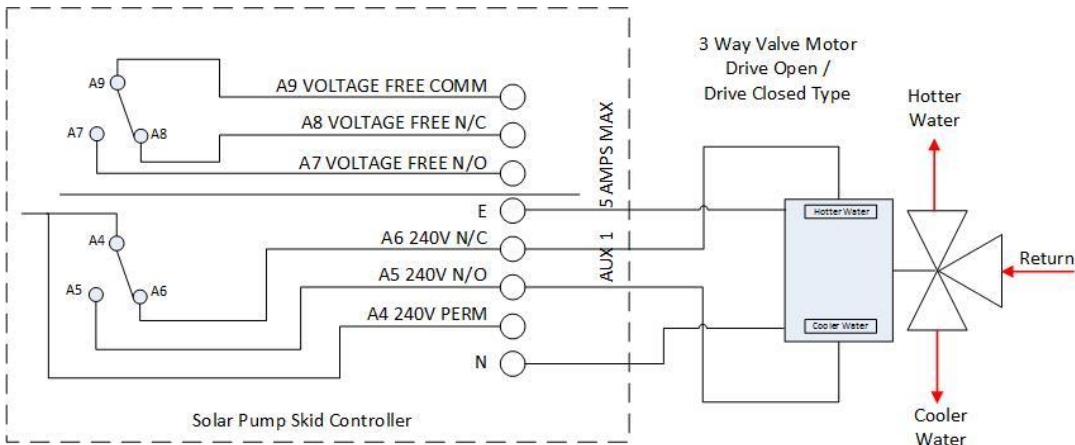 A9
A9 VOLTAGE FREE COMM
A7
A8
A8 VOLTAGE FREE N/C
A7 VOLTAGE FREE N/O
E
A4
A6 240V N/C
A5
A6
A5 240V N/O
A4 240V PERM
N
AUX 1 5 AMPS MAX
Solar Pump Skid Controller
3 Way Valve Motor
Drive Open /
Drive Closed Type
Hotter Water
Cooler Water
Hotter
Water
Return
Cooler
Water